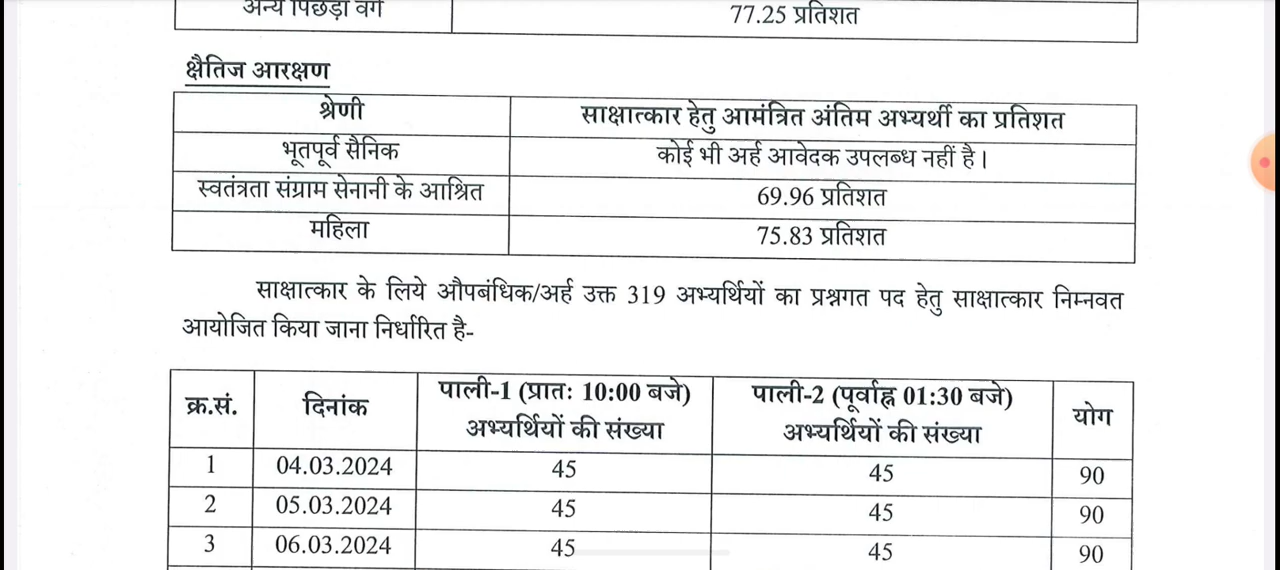 अन्य पिछड़ा वर्ग 77.25 प्रतिशत
क्षैतिज आरक्षण
श्रेणी साक्षात्कार हेतु आमंत्रित अंतिम अभ्यर्थी का प्रतिशत
भूतपूर्व सैनिक कोई भी अर्ह आवेदक उपलब्ध नहीं है।
स्वतंत्रता संग्राम सेनानी के आश्रित 69.96 प्रतिशत
महिला 75.83 प्रतिशत
साक्षात्कार के लिये औपबंधिक/अर्ह उक्त 319 अभ्यर्थियों का प्रश्नगत पद हेतु साक्षात्कार निम्नवत
आयोजित किया जाना निर्धारित है-
क्र.सं. दिनांक पाली-1 (प्रातः 10:00 बजे) पाली-2 (पूर्वाह्न 01:30 बजे) योग
अभ्यर्थियों की संख्या अभ्यर्थियों की संख्या
1 04.03.2024 45 45 90
2 05.03.2024 45 45 90
3 06.03.2024 45 45 90